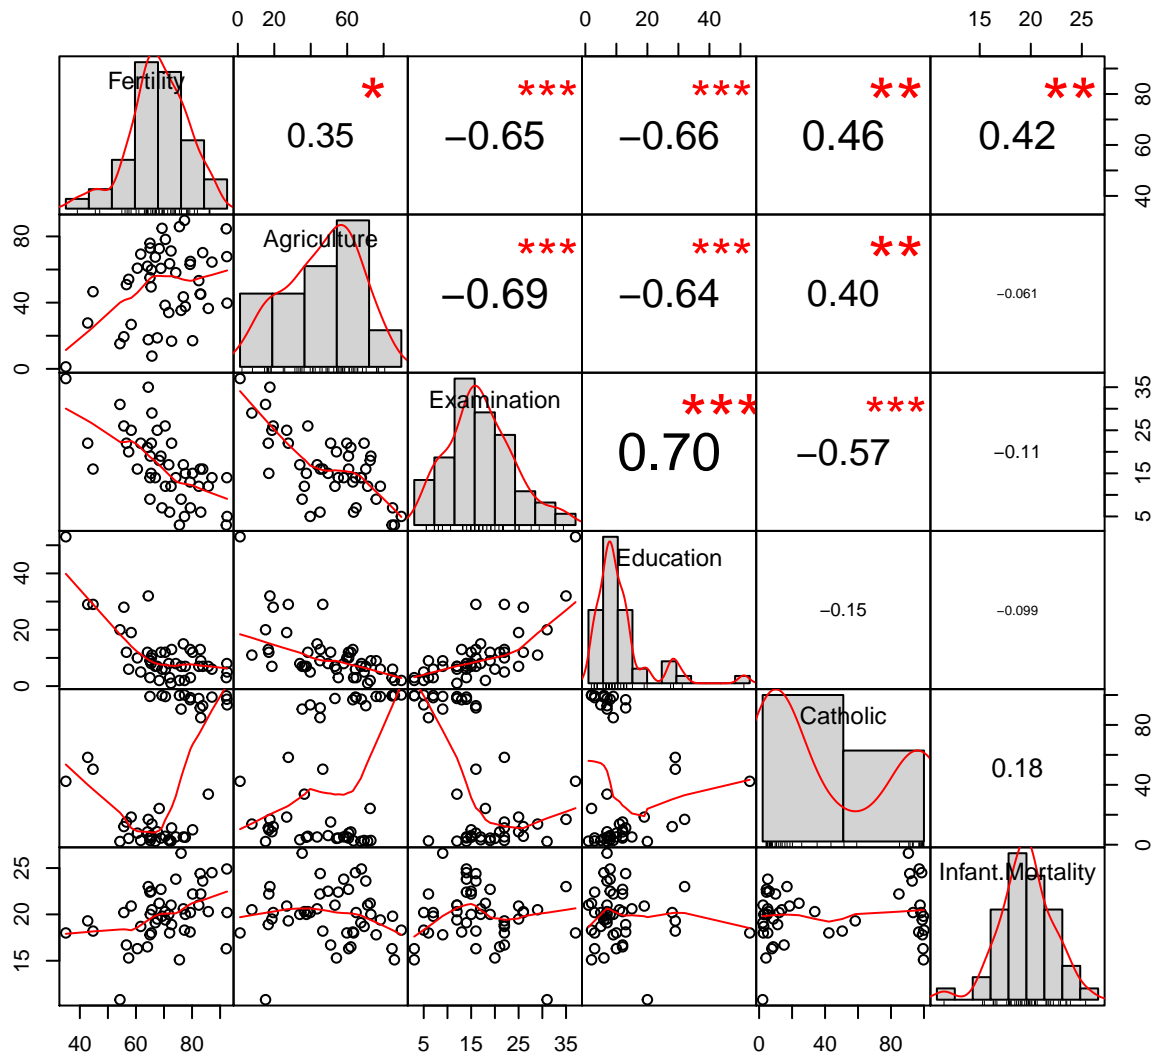 0 20 60
0 20 40
15 20 25
Fertility
*
0.35
***
−0.65
***
−0.66
**
0.46
**
0.42
40 60 80
0 40 80
Agriculture
***
−0.69
***
−0.64
**
0.40
−0.061
Examination
***
0.70
***
−0.57
−0.11
5 15 25 35
0 20 40
Education
−0.15
−0.099
Catholic
0.18
0 40 80
15 20 25
Infant.Mortality
40 60 80
5 15 25 35
0 40 80